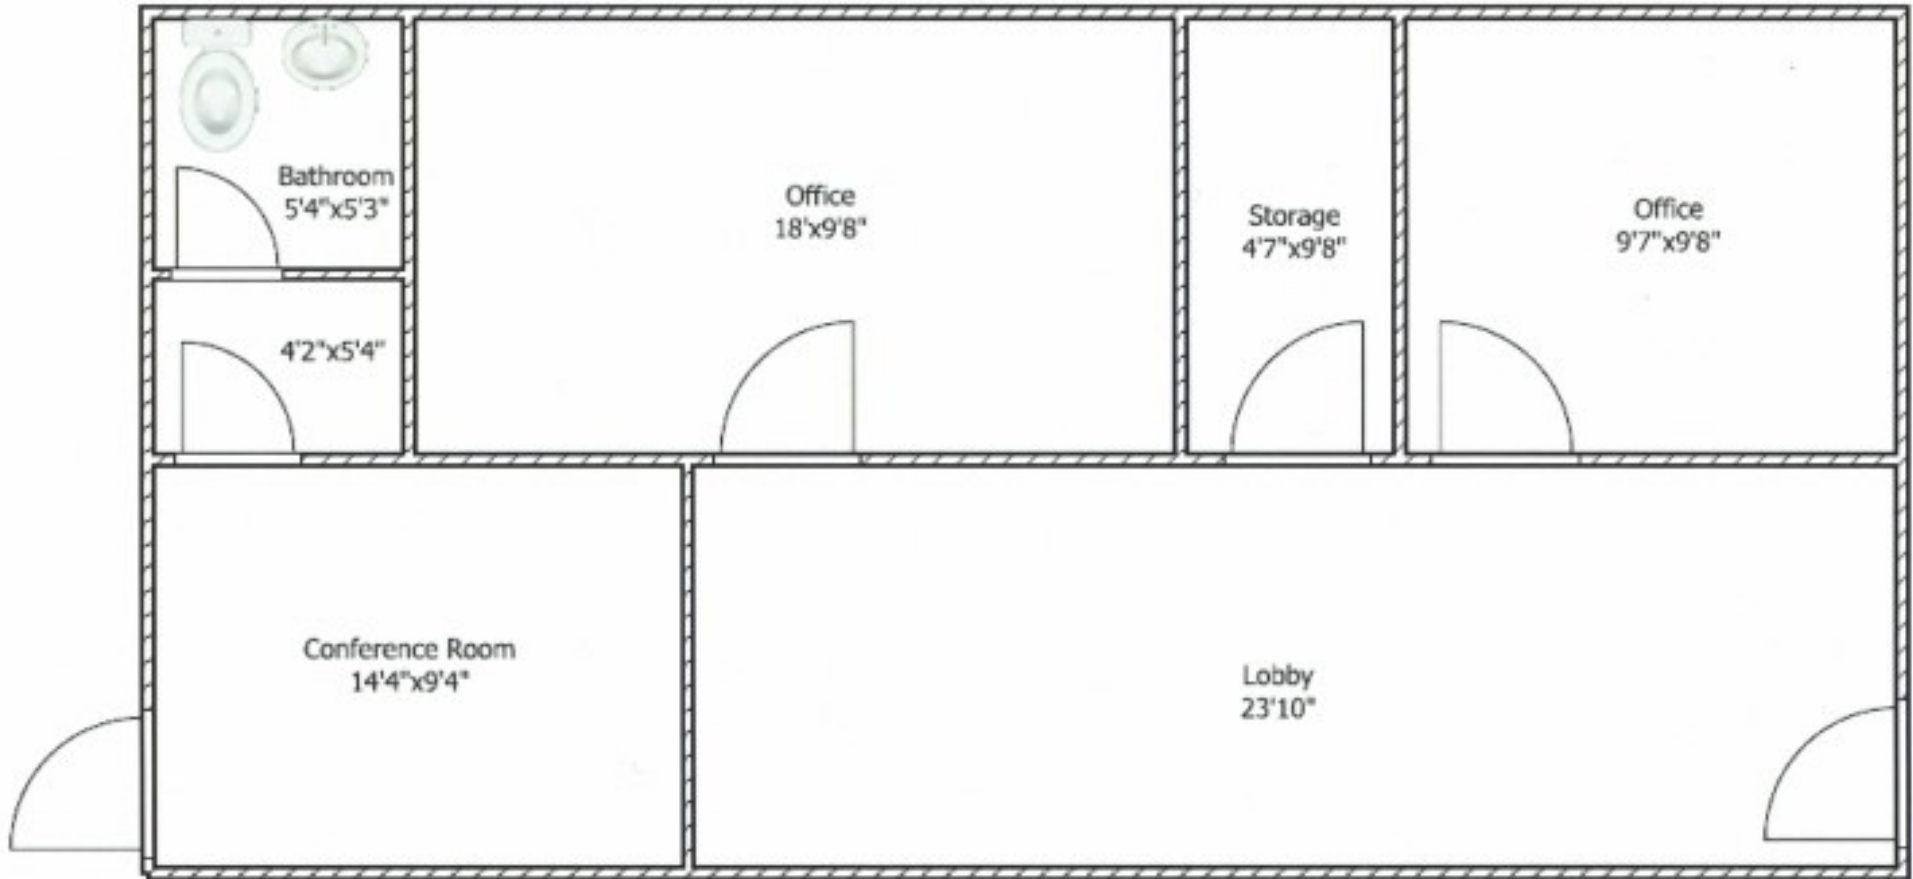 Bathroom
5'4"x5'3"
Office
18'x9'8"
Storage
4'7"x9'8"
Office
9'7"x9'8"
4'2"x5'4"
Conference Room
14'4"x9'4"
Lobby
23'10"